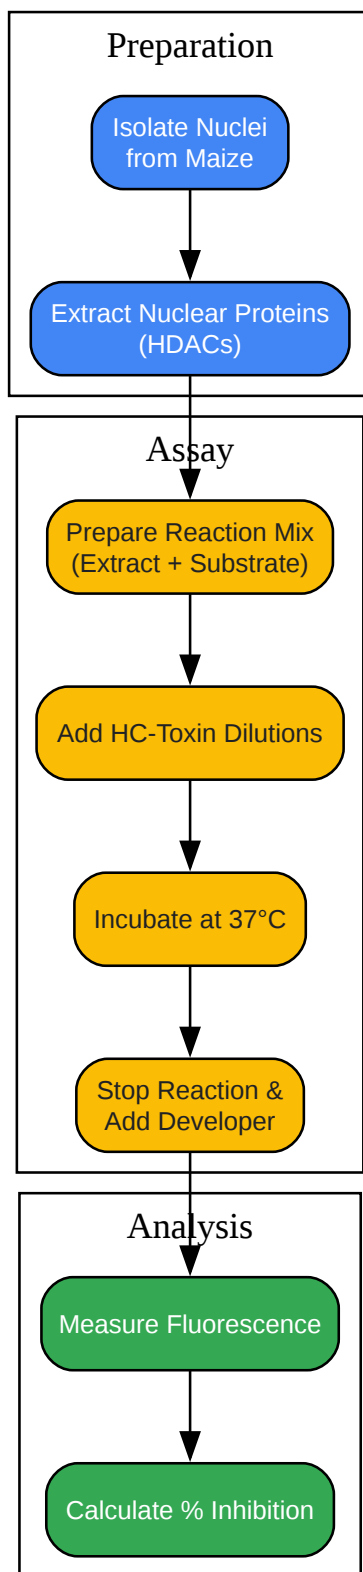 Preparation
Isolate Nuclei
from Maize
Extract Nuclear Proteins
(HDACs)
Assay
Prepare Reaction Mix
(Extract + Substrate)
Add HC-Toxin Dilutions
Incubate at 37°C
Stop Reaction &
Add Developer
Analysis
Measure Fluorescence
Calculate % Inhibition